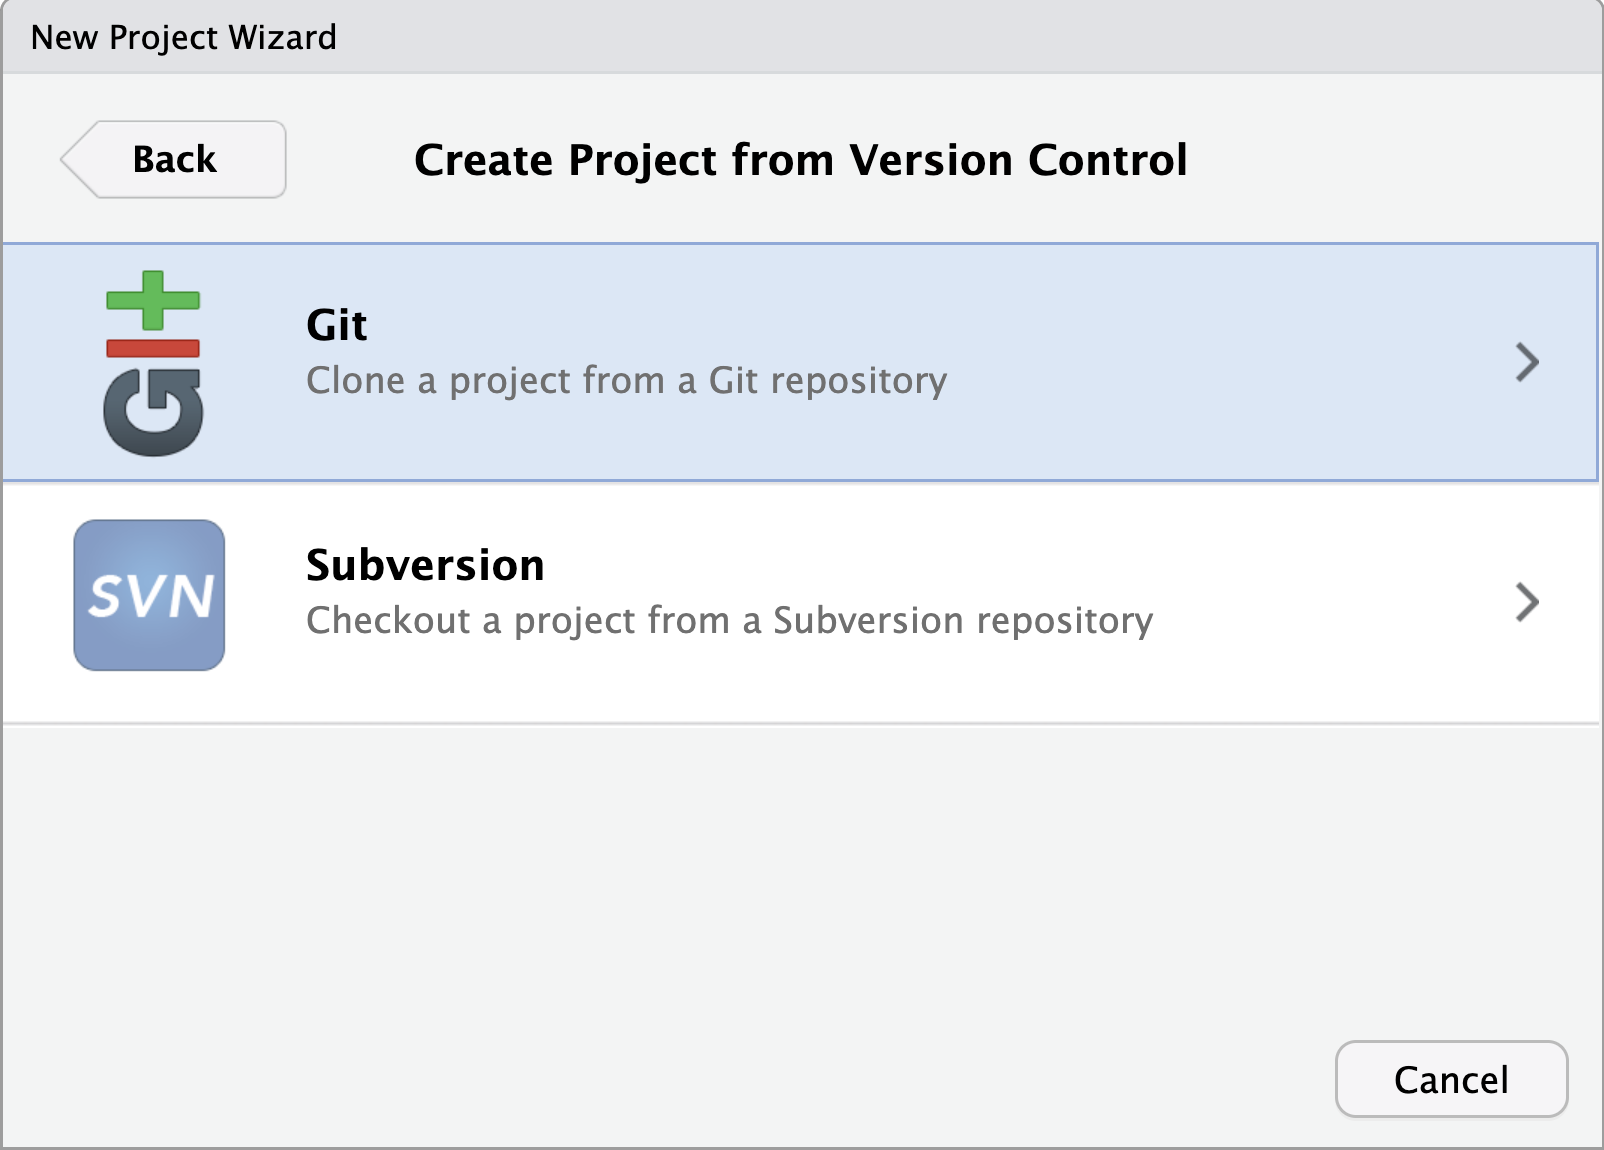 New Project Wizard
Back
Create Project from Version Control
Git
Git
Clone a project from a Git repository
SVN
Subversion
Checkout a project from a Subversion repository
Cancel